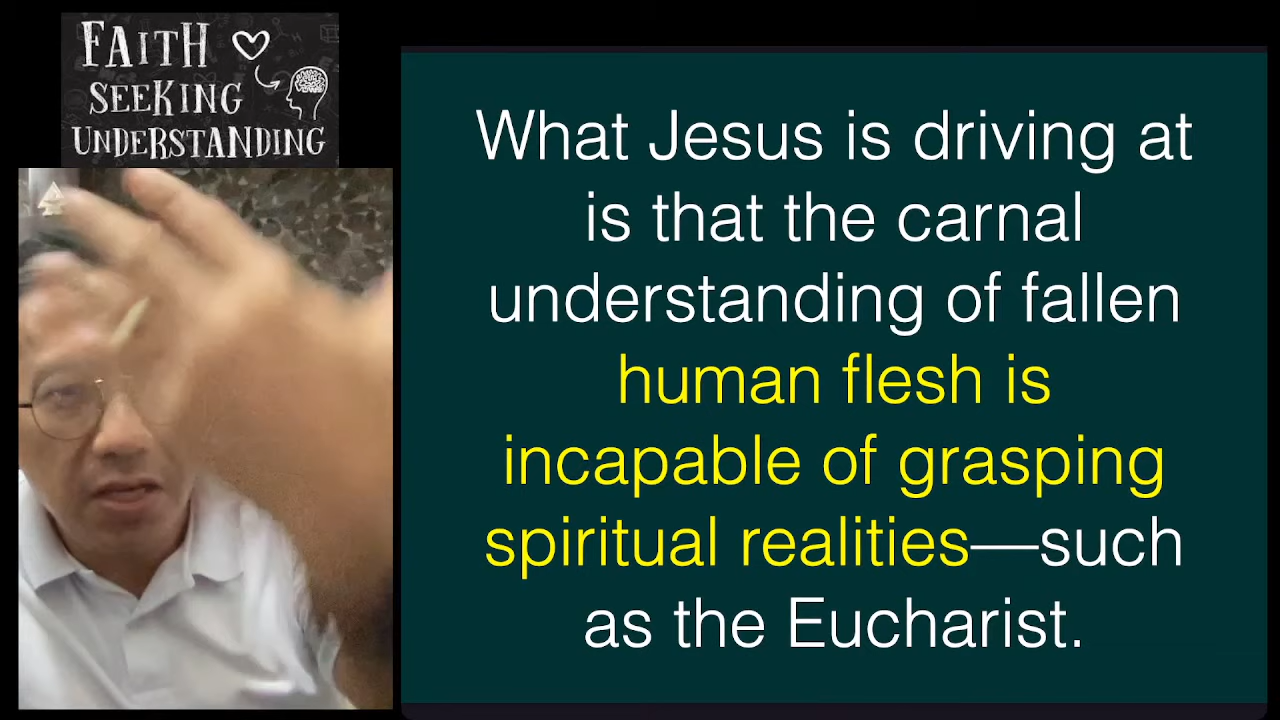 FAITH
SEEKING
UNDERSTANDING
What Jesus is driving at
is that the carnal
understanding of fallen
human flesh is
incapable of grasping
spiritual realities—such
as the Eucharist.